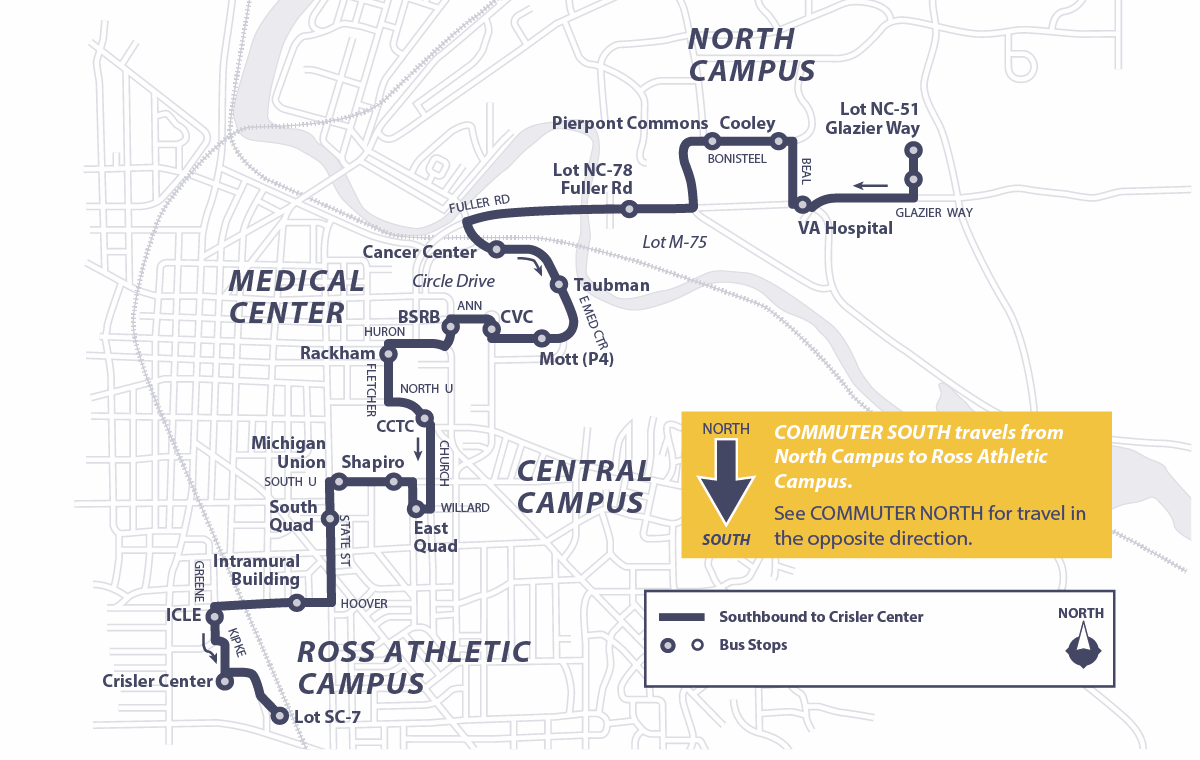 NORTH
CAMPUS
Lot NC-51
Glazier Way
Pierpont Commons
Cooley
BONISTEEL
BEAL
Lot NC-78
Fuller Rd
FULLER RD
GLAZIER WAY
VA Hospital
Lot M-75
Cancer Center
MEDICAL
CENTER
Circle Drive
Taubman
E MED CTR
ANN
BSRB
CVC
HURON
Rackham
Mott (P4)
FLETCHER
NORTH U
CCTC
CHURCH
Michigan
Union
Shapiro
SOUTH U
CENTRAL
CAMPUS
WILLARD
South
Quad
STATE ST
East
Quad
NORTH
SOUTH
COMMUTER SOUTH travels from
North Campus to Ross Athletic
Campus.
See COMMUTER NORTH for travel in
the opposite direction.
Intramural
Building
GREENE
HOOVER
ICLE
KIPKE
ROSS ATHLETIC
CAMPUS
Crisler Center
Lot SC-7
Southbound to Crisler Center
Bus Stops
NORTH